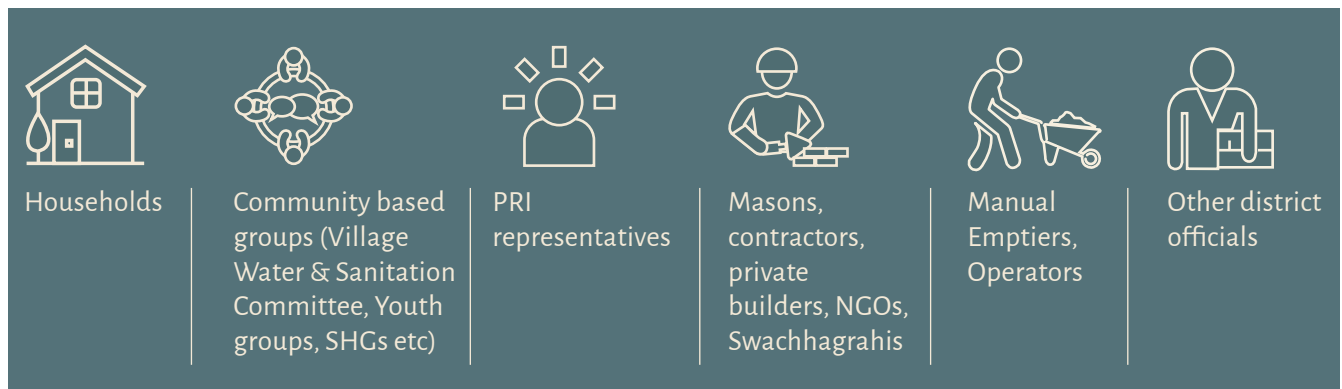 Households
Community based
groups (Village
Water & Sanitation
Committee, Youth
groups, SHGs etc)
PRI
representatives
Masons,
contractors,
private
builders, NGOs,
Swachhagrahis
Manual
Emptiers,
Operators
Other district
officials